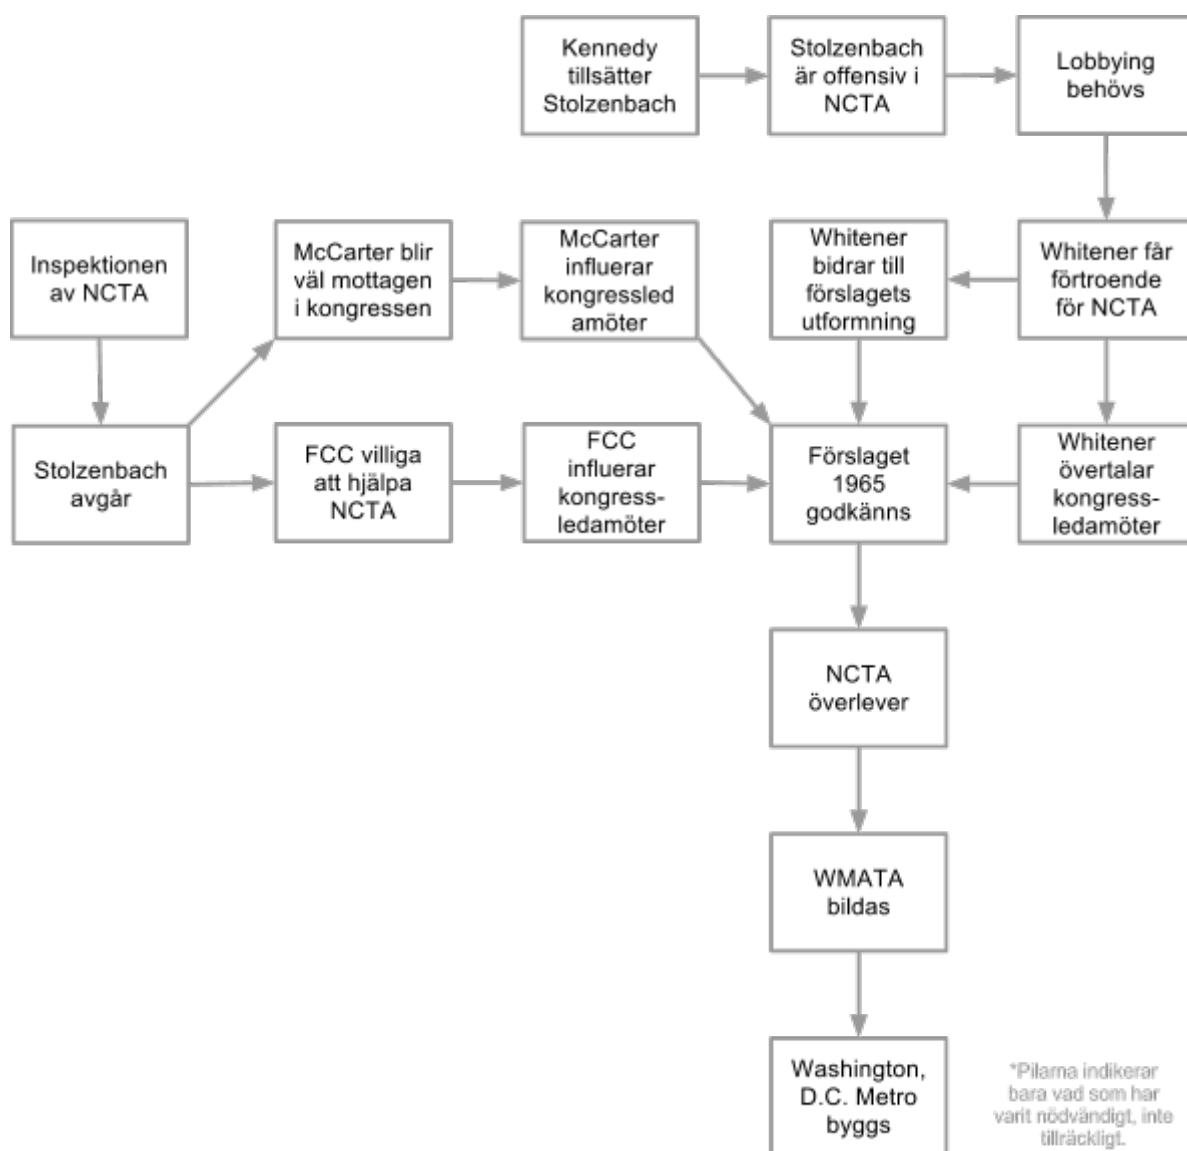 Kennedy
tillsätter
Stolzenbach
Stolzenbach
är offensiv i
NCTA
Lobbying
behövs
Inspektionen
av NCTA
McCarter blir
väl mottagen
i kongressen
McCarter
influerar
kongressled
amöter
Whitener
bidrar till
förslagets
utformning
Whitener får
förtroende
för NCTA
Stolzenbach
avgår
FCC villiga
att hjälpa
NCTA
FCC
influerar
kongress-
ledamöter
Förslaget
1965
godkänns
Whitener
övertalar
kongress-
ledamöter
NCTA
överlever
WMATA
bildas
Washington,
D.C. Metro
byggs
*Pilarna indikerar
bara vad som har
varit nödvändigt, inte
tillräckligt.